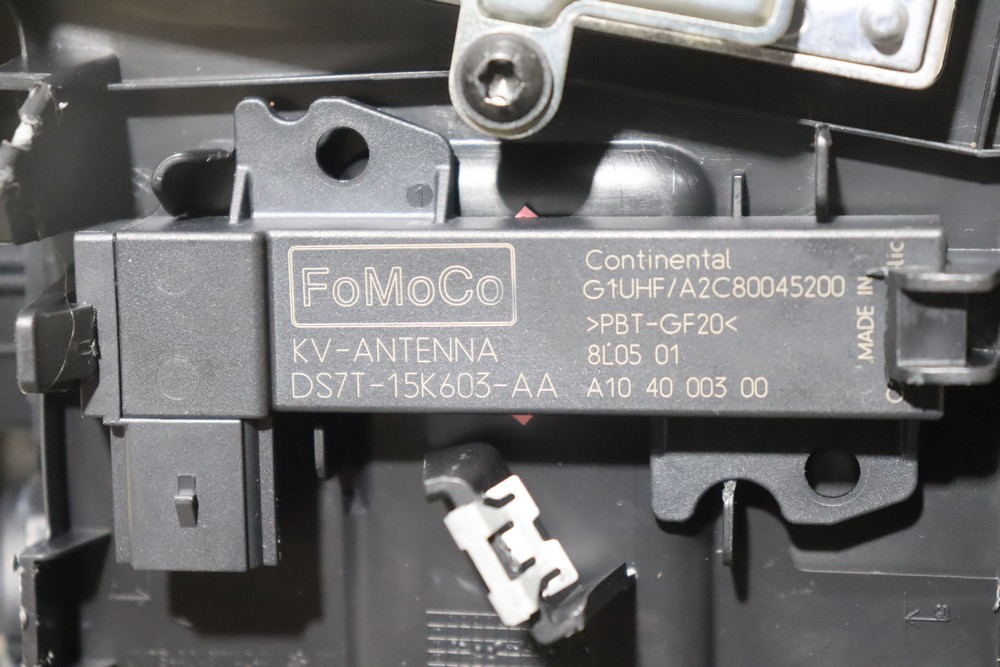 FoMoCo
KV-ANTENNA
DS7T-15K603-AA
Continental
G1UHF/A2C80045200
>PBT-GF20<
8L05 01
A10 40 003 00
MADE IN
1